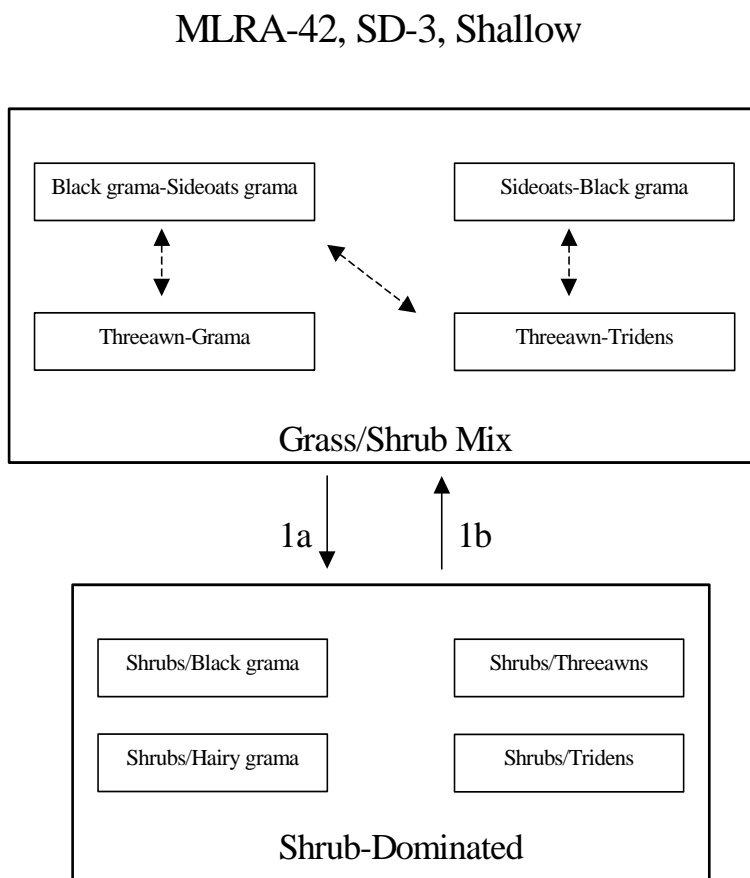 MLRA-42, SD-3, Shallow
Black grama-Sideoats grama
Sideoats-Black grama
Threeawn-Grama
Threeawn-Tridens
Grass/Shrub Mix
1a
1b
Shrubs/Black grama
Shrubs/Threeawns
Shrubs/Hairy grama
Shrubs/Tridens
Shrub-Dominated